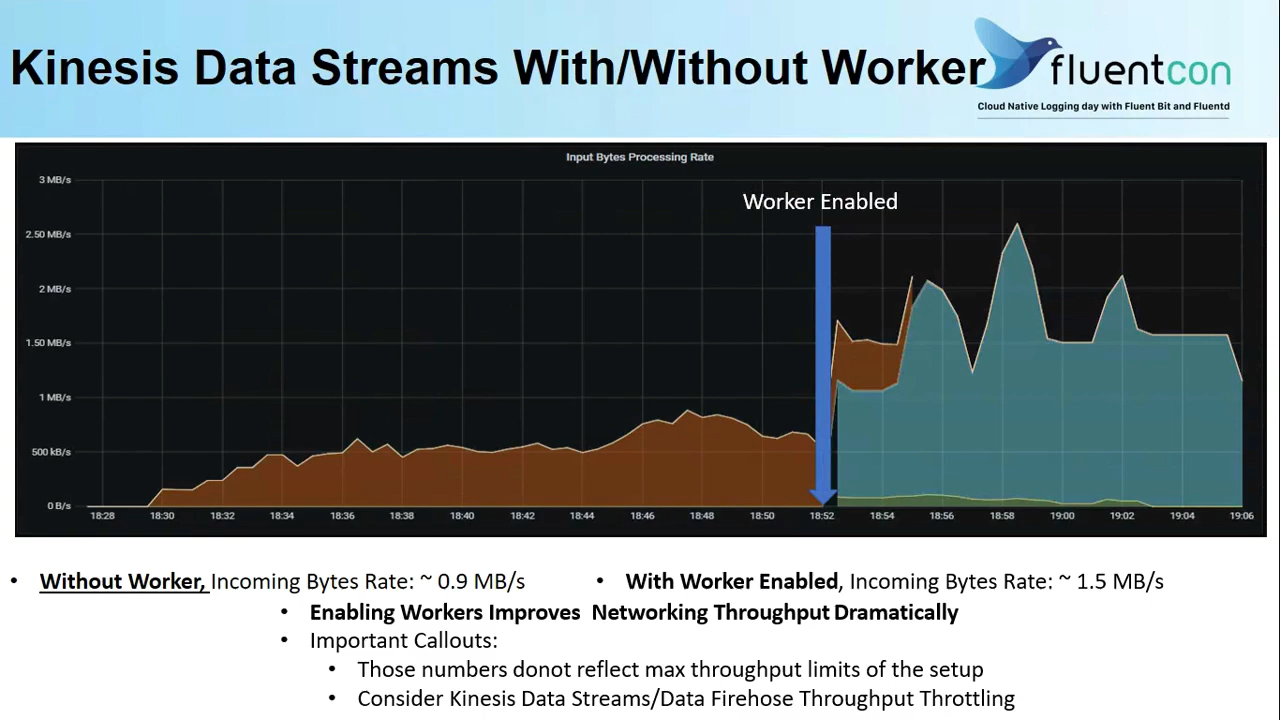 Kinesis Data Streams With/Without Worker
fluentcon
Cloud Native Logging day with Fluent Bit and Fluentd
Input Bytes Processing Rate
3 MB/s
2.50 MB/s
2 MB/s
1.50 MB/s
1 MB/s
500 kB/s
0 B/s
Worker Enabled
18:28 18:30 18:32 18:34 18:36 18:38 18:40 18:42 18:44 18:46 18:48 18:50 18:52 18:54 18:56 18:58 19:00 19:02 19:04 19:06
• Without Worker, Incoming Bytes Rate: ~ 0.9 MB/s
• With Worker Enabled, Incoming Bytes Rate: ~ 1.5 MB/s
• Enabling Workers Improves Networking Throughput Dramatically
• Important Callouts:
• Those numbers donot reflect max throughput limits of the setup
• Consider Kinesis Data Streams/Data Firehose Throughput Throttling